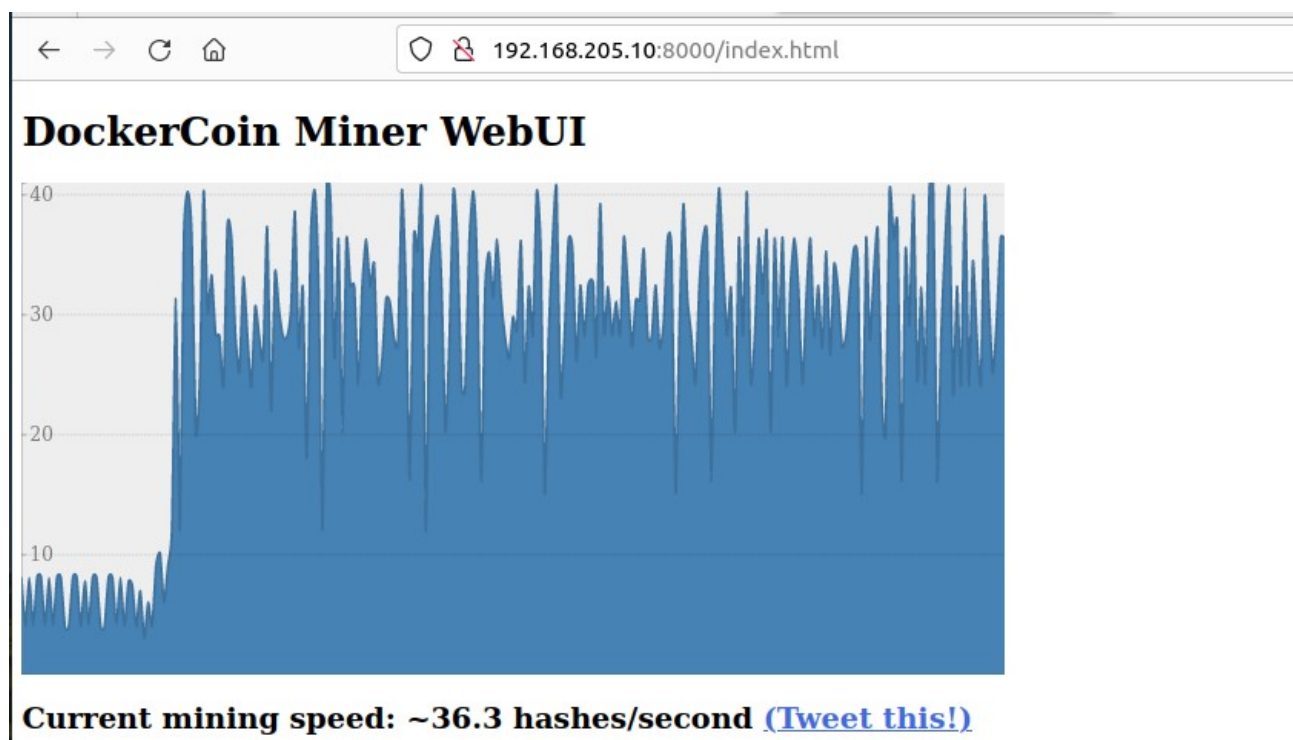 192.168.205.10:8000/index.html
DockerCoin Miner WebUI
40
30
20
10
Current mining speed: ~36.3 hashes/second (Tweet this!)